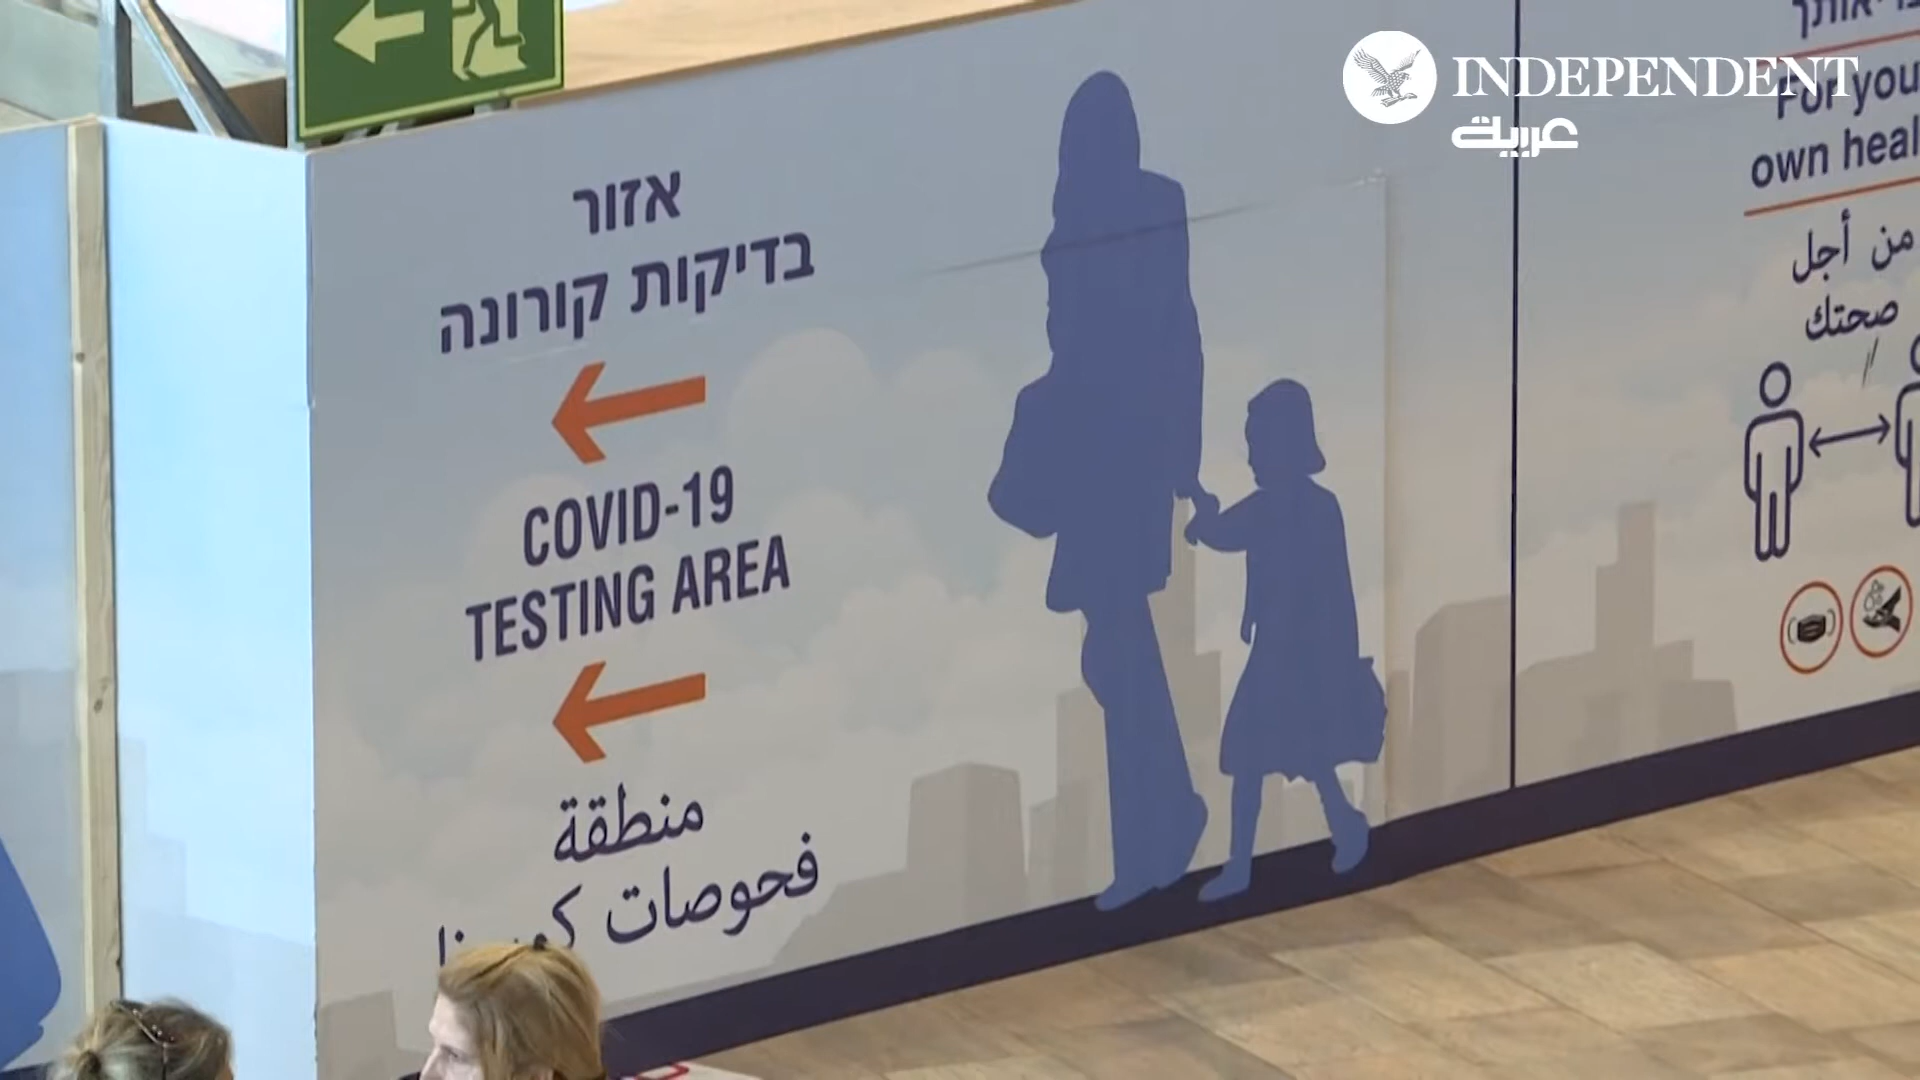 אזור
בדיקות קורונה
COVID-19
TESTING AREA
منطقة
فحوصات
INDEPENDENT
عربية
For you
own heal
من أجل
صحتك